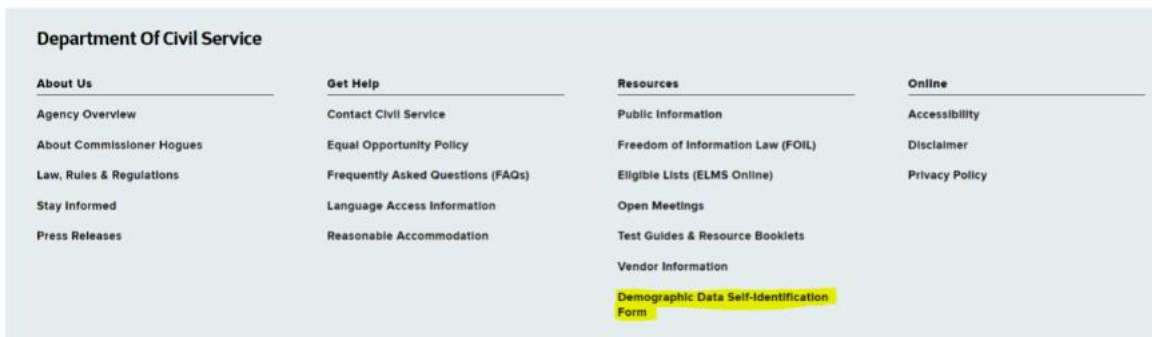 Department Of Civil Service
About Us
Agency Overview
About Commissioner Hogues
Law, Rules & Regulations
Stay Informed
Press Releases
Get Help
Contact Civil Service
Equal Opportunity Policy
Frequently Asked Questions (FAQs)
Language Access Information
Reasonable Accommodation
Resources
Public Information
Freedom of Information Law (FOIL)
Eligible Lists (ELMS Online)
Open Meetings
Test Guides & Resource Booklets
Vendor Information
Demographic Data Self-Identification
Form
Online
Accessibility
Disclaimer
Privacy Policy